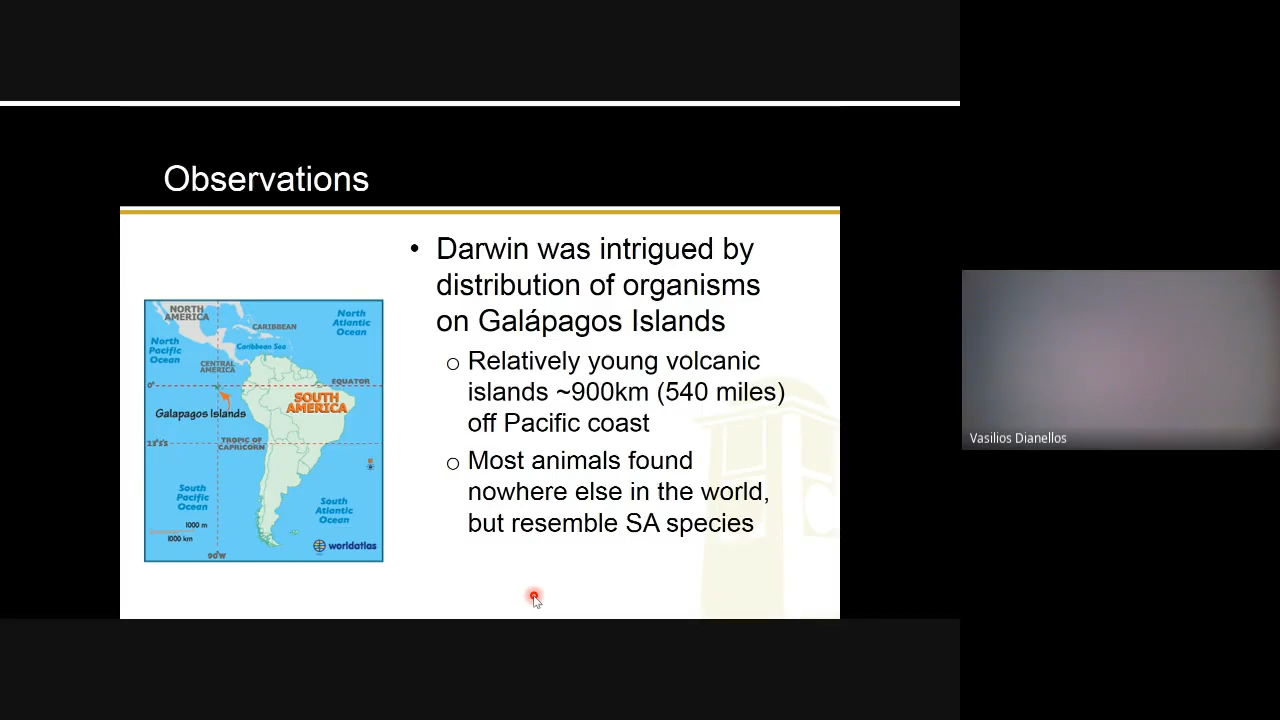 Observations
• Darwin was intrigued by
distribution of organisms
on Galápagos Islands
o Relatively young volcanic
islands ~900km (540 miles)
off Pacific coast
o Most animals found
nowhere else in the world,
but resemble SA species
NORTH
AMERICA
North
Atlantic
Ocean
CARIBBEAN
North
Pacific
Ocean
Caribbean Sea
CENTRAL
AMERICA
0°
EQUATOR
SOUTH
AMERICA
Galapagos Islands
TROPIC OF
CAPRICORN
South
Pacific
Ocean
South
Atlantic
Ocean
1000 m
1000 km
90°W
worldatlas
Vasilios Dianellos